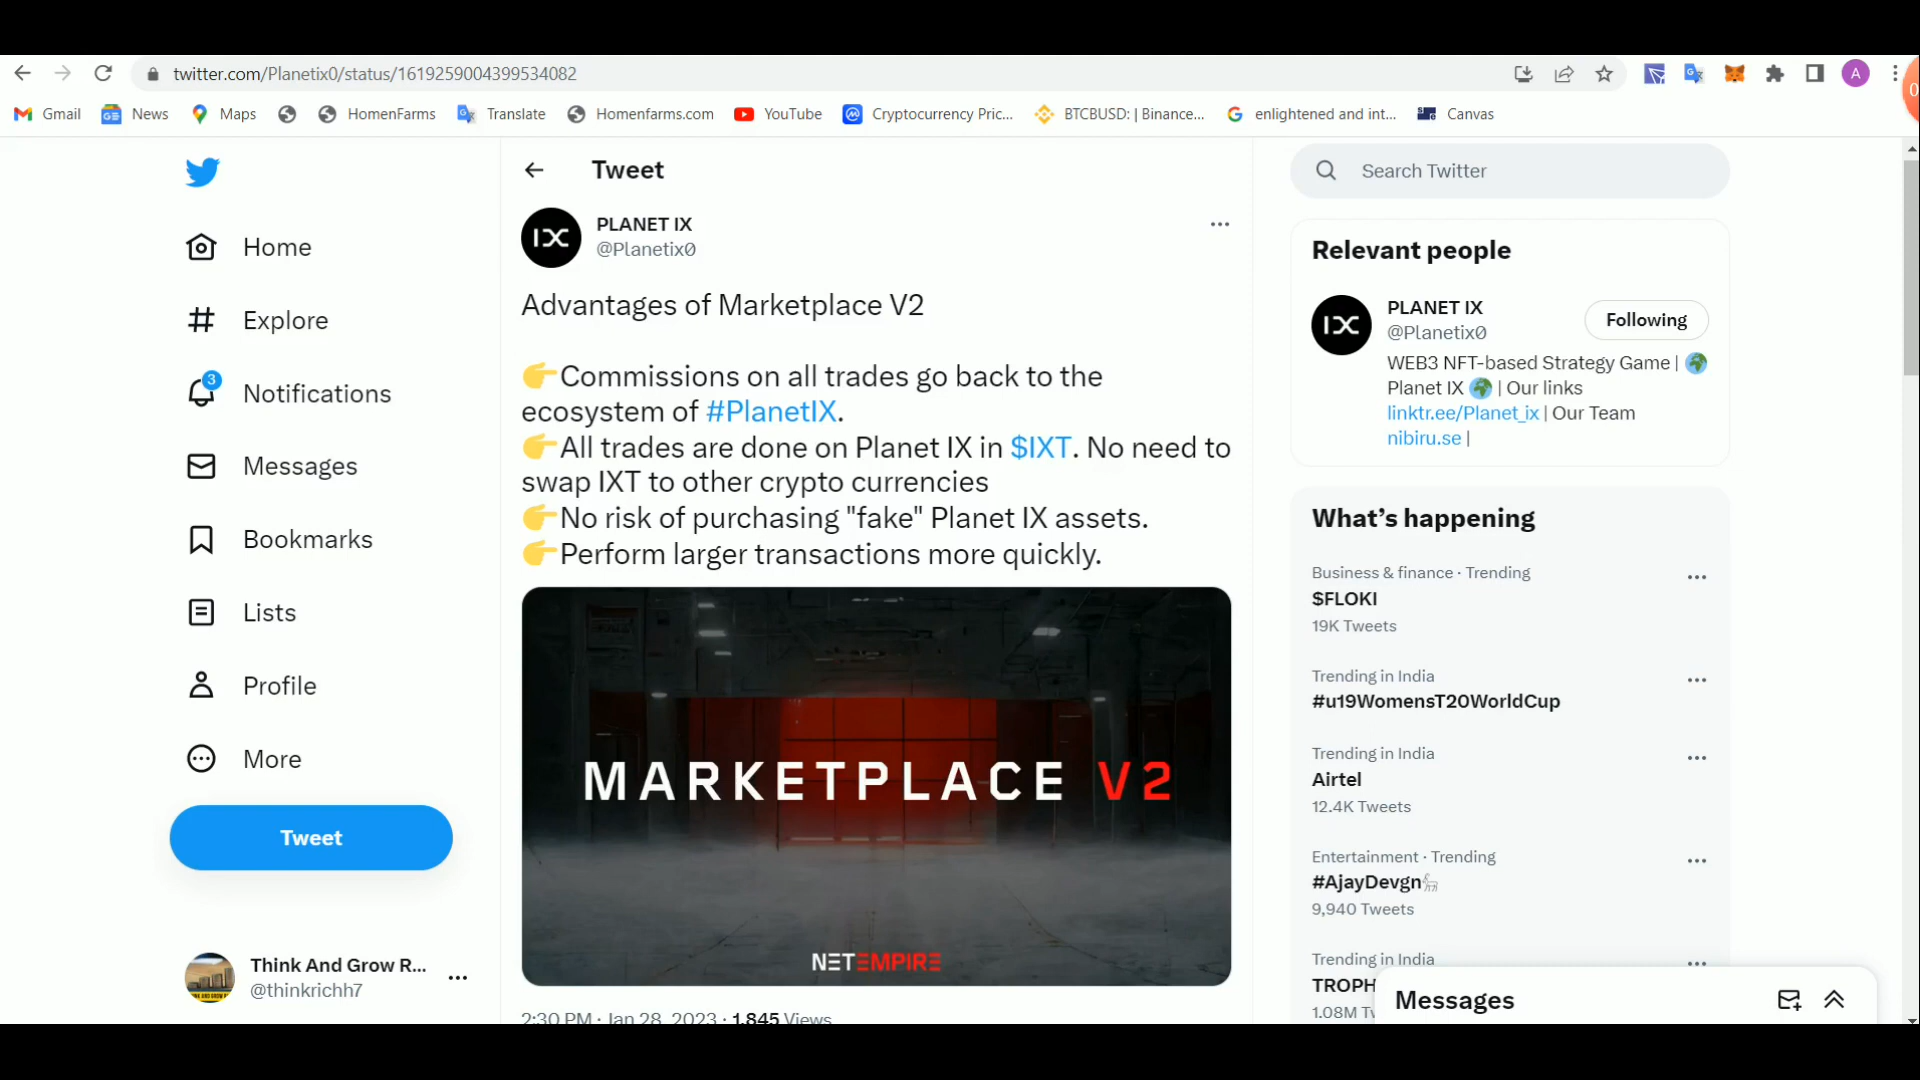 twitter.com/Planetix0/status/1619259004399534082
A
0
Gmail
News
Maps
HomenFarms
Translate
Homenfarms.com
YouTube
Cryptocurrency Pric...
BTCBUSD: | Binance...
enlightened and int...
Canvas
Home
Explore
3
Notifications
Messages
Bookmarks
Lists
Profile
More
Tweet
Think And Grow R...
@thinkrichh7
Tweet
IX
PLANET IX
@Planetix0
Advantages of Marketplace V2
👉Commissions on all trades go back to the
ecosystem of #PlanetIX.
👉All trades are done on Planet IX in $IXT. No need to
swap IXT to other crypto currencies
👉No risk of purchasing "fake" Planet IX assets.
👉Perform larger transactions more quickly.
MARKETPLACE V2
NETEMPIRE
2:30 PM · Jan 28, 2023 · 1,845 Views
Search Twitter
Relevant people
IX
PLANET IX
@Planetix0
Following
WEB3 NFT-based Strategy Game | 🌍
Planet IX 🌍 | Our links
linktr.ee/Planet_ix | Our Team
nibiru.se |
What's happening
Business & finance · Trending
$FLOKI
19K Tweets
Trending in India
#u19WomensT20WorldCup
Trending in India
Airtel
12.4K Tweets
Entertainment · Trending
#AjayDevgn
9,940 Tweets
Trending in India
TROPH
1.08M Tw
Messages